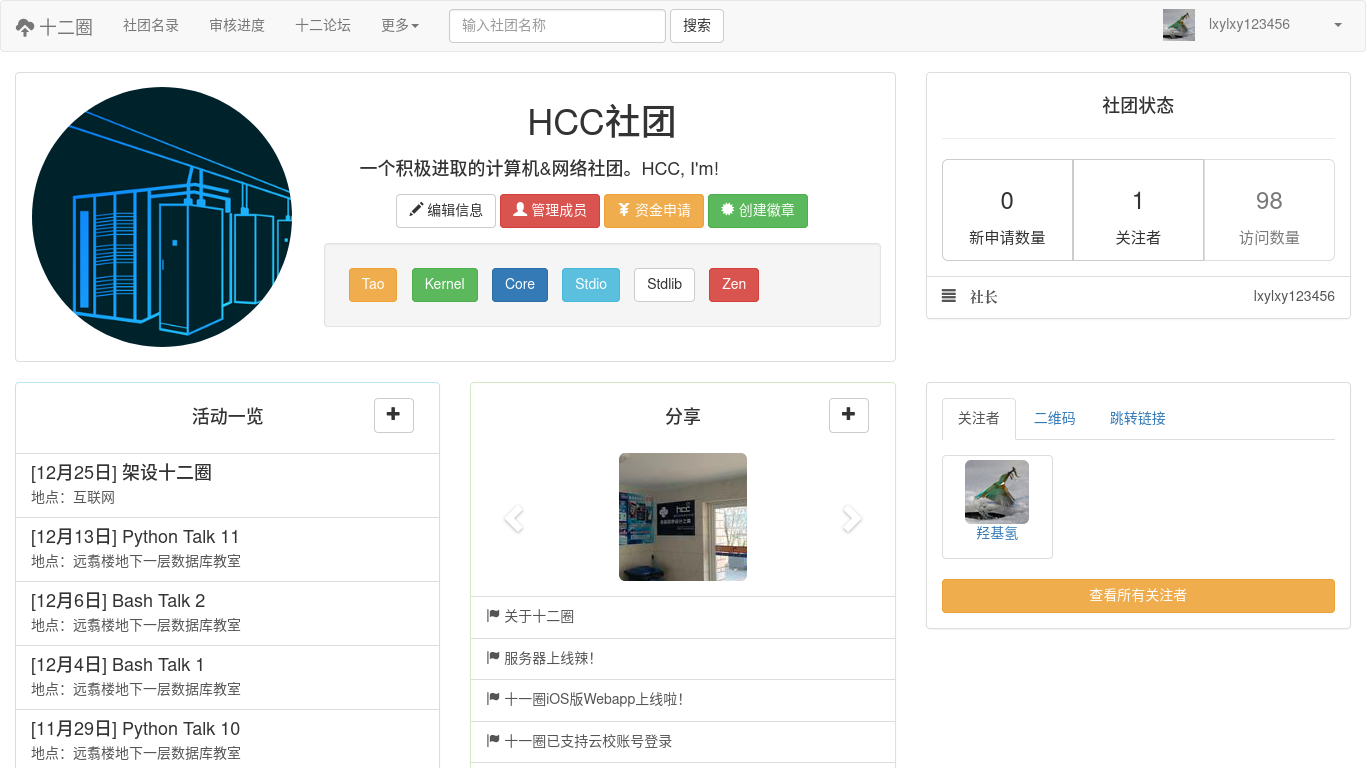 十二圈 社团名录 审核进度 十二论坛 更多 输入社团名称 搜索 lxylxy123456
HCC社团
一个积极进取的计算机&网络社团。HCC, I'm!
编辑信息 管理成员 资金申请 创建徽章
Tao Kernel Core Stdio Stdlib Zen
社团状态
0 1 98
新申请数量 关注者 访问数量
社长 lxylxy123456
活动一览
[12月25日] 架设十二圈
地点：互联网
[12月13日] Python Talk 11
地点：远翥楼地下一层数据库教室
[12月6日] Bash Talk 2
地点：远翥楼地下一层数据库教室
[12月4日] Bash Talk 1
地点：远翥楼地下一层数据库教室
[11月29日] Python Talk 10
地点：远翥楼地下一层数据库教室
分享
hcc
关于十二圈
服务器上线辣！
十一圈iOS版Webapp上线啦！
十一圈已支持云校账号登录
关注者 二维码 跳转链接
羟基氢
查看所有关注者